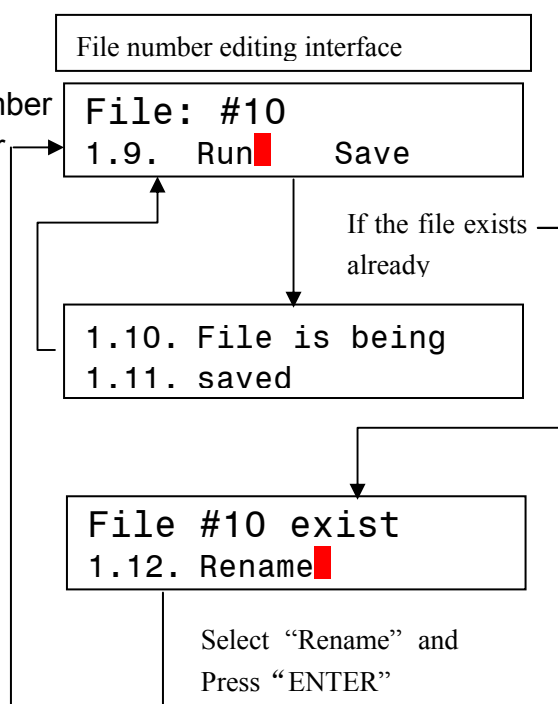 File number editing interface
File: #10
1.9. Run Save
If the file exists
already
1.10. File is being
1.11. saved
File #10 exist
1.12. Rename
Select “Rename” and
Press “ENTER”